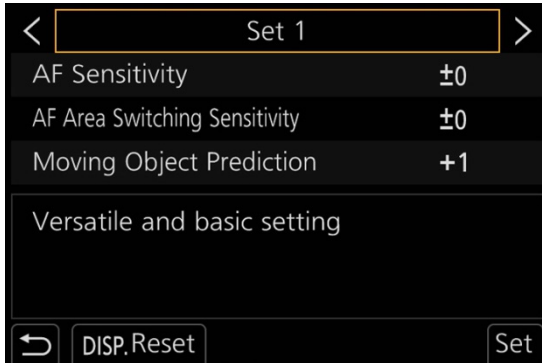 Set 1
AF Sensitivity ±0
AF Area Switching Sensitivity ±0
Moving Object Prediction +1
Versatile and basic setting
DISP. Reset Set